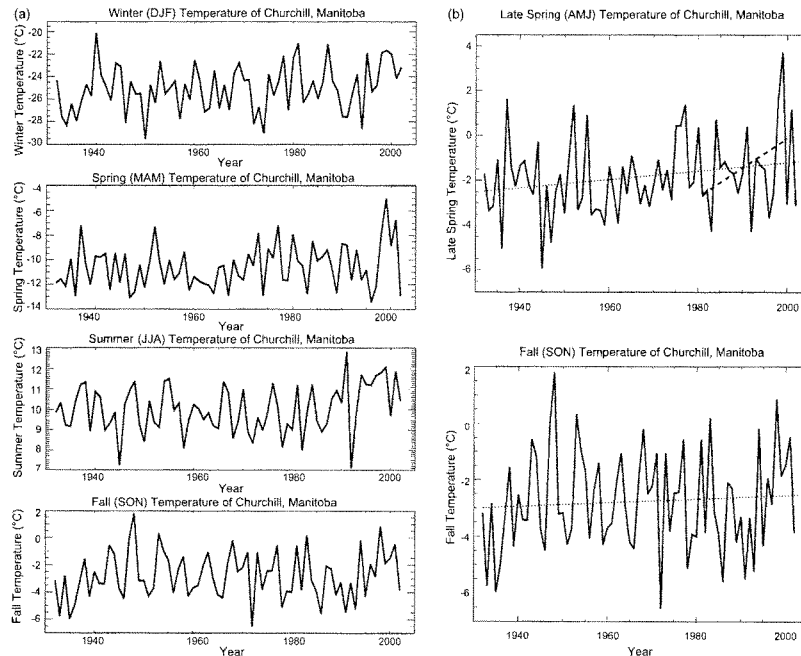 (a)
Winter (DJF) Temperature of Churchill, Manitoba
Winter Temperature (°C)
-20
-22
-24
-26
-28
-30
1940
1960
1980
2000
Year
Spring (MAM) Temperature of Churchill, Manitoba
Spring Temperature (°C)
-4
-6
-8
-10
-12
-14
1940
1960
1980
2000
Year
Summer (JJA) Temperature of Churchill, Manitoba
Summer Temperature (°C)
13
12
11
10
9
8
7
1940
1960
1980
2000
Year
Fall (SON) Temperature of Churchill, Manitoba
Fall Temperature (°C)
2
0
-2
-4
-6
1940
1960
1980
2000
Year
(b)
Late Spring (AMJ) Temperature of Churchill, Manitoba
Late Spring Temperature (°C)
4
2
0
-2
-4
-6
1940
1960
1980
2000
Year
Fall (SON) Temperature of Churchill, Manitoba
Fall Temperature (°C)
2
0
-2
-4
-6
1940
1960
1980
2000
Year